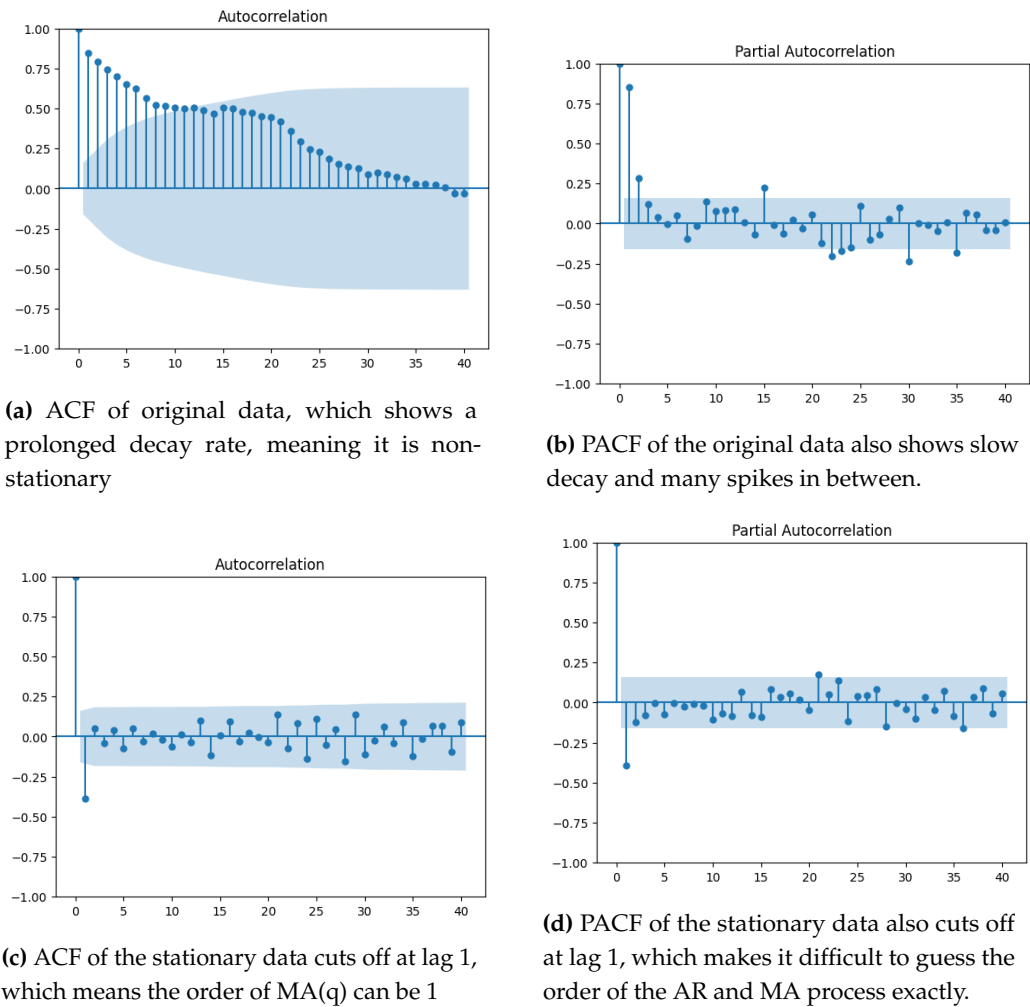 Autocorrelation
1.00
0.75
0.50
0.25
0.00
−0.25
−0.50
−0.75
−1.00
0 5 10 15 20 25 30 35 40
(a) ACF of original data, which shows a
prolonged decay rate, meaning it is non-
stationary
Partial Autocorrelation
1.00
0.75
0.50
0.25
0.00
−0.25
−0.50
−0.75
−1.00
0 5 10 15 20 25 30 35 40
(b) PACF of the original data also shows slow
decay and many spikes in between.
Autocorrelation
1.00
0.75
0.50
0.25
0.00
−0.25
−0.50
−0.75
−1.00
0 5 10 15 20 25 30 35 40
(c) ACF of the stationary data cuts off at lag 1,
which means the order of MA(q) can be 1
Partial Autocorrelation
1.00
0.75
0.50
0.25
0.00
−0.25
−0.50
−0.75
−1.00
0 5 10 15 20 25 30 35 40
(d) PACF of the stationary data also cuts off
at lag 1, which makes it difficult to guess the
order of the AR and MA process exactly.